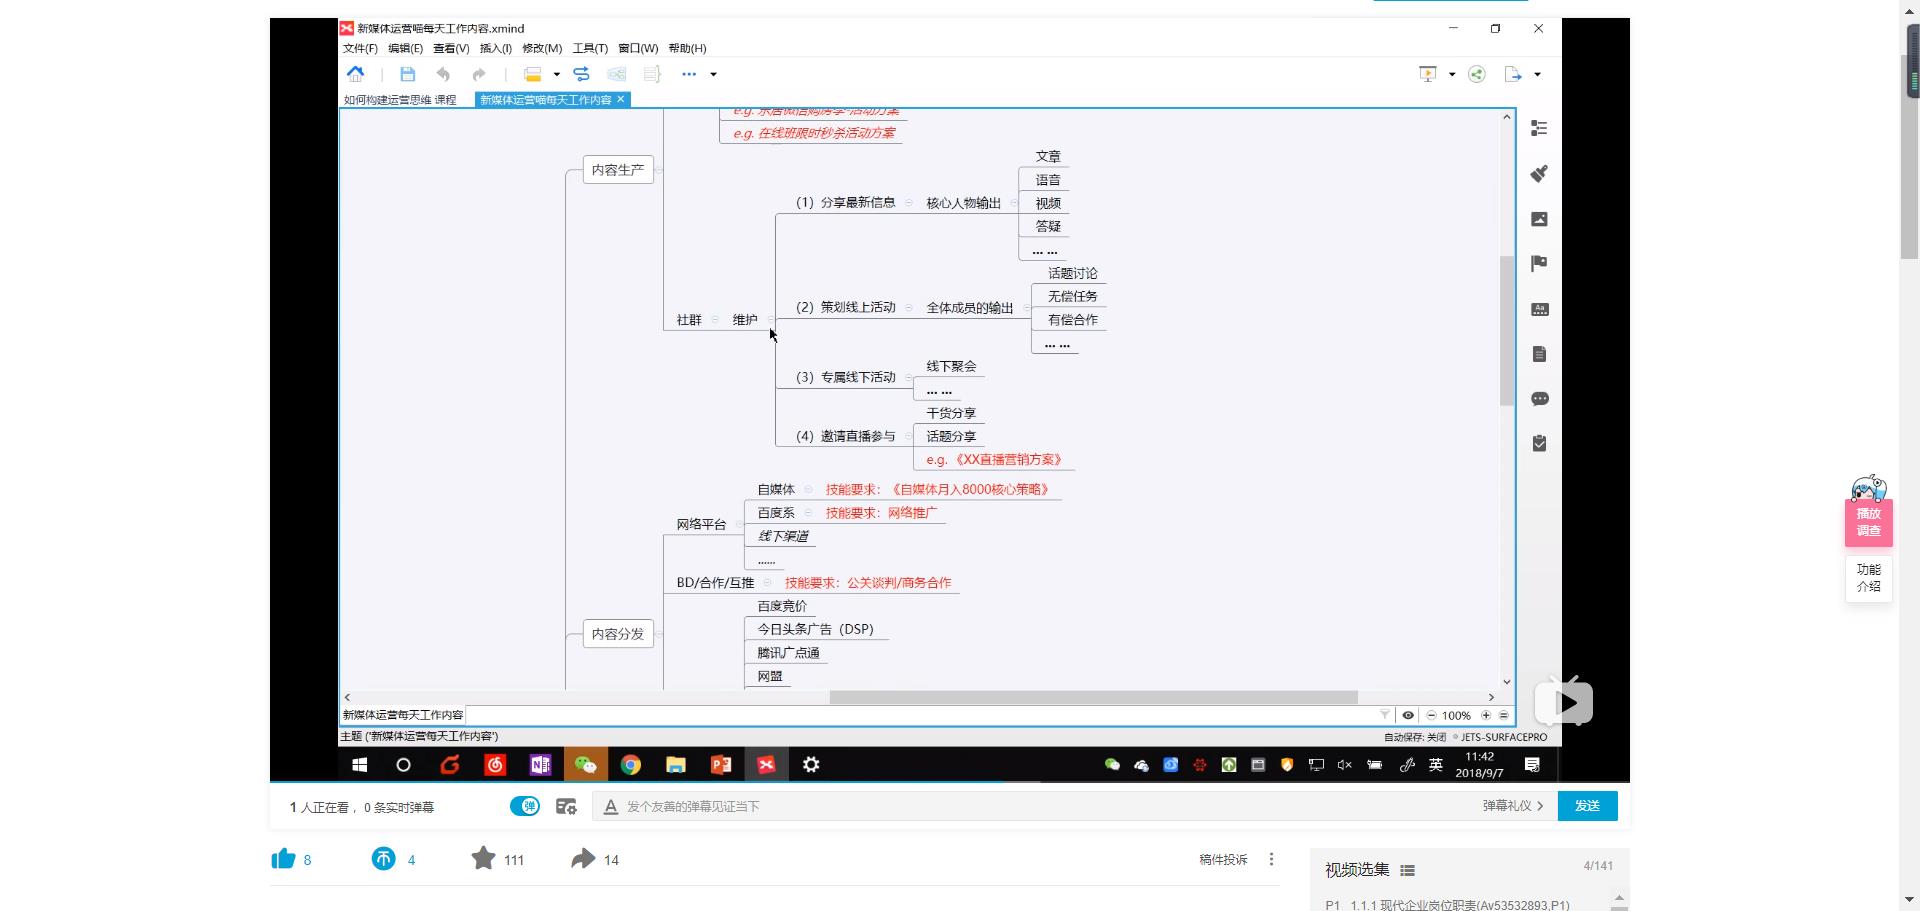 新媒体运营喵每天工作内容.xmind
文件(F) 编辑(E) 查看(V) 插入(I) 修改(M) 工具(T) 窗口(W) 帮助(H)
如何构建运营思维 课程 新媒体运营喵每天工作内容
e.g. 在线班限时秒杀活动方案
内容生产
文章
语音
(1) 分享最新信息 核心人物输出 视频
答疑
... ...
话题讨论
无偿任务
(2) 策划线上活动 全体成员的输出
社群 维护 有偿合作
... ...
线下聚会
(3) 专属线下活动
... ...
干货分享
(4) 邀请直播参与 话题分享
e.g. 《XX直播营销方案》
自媒体 技能要求：《自媒体月入8000核心策略》
百度系 技能要求：网络推广
网络平台
线下渠道
......
BD/合作/互推 技能要求：公关谈判/商务合作
百度竞价
今日头条广告（DSP）
内容分发
腾讯广点通
网盟
新媒体运营每天工作内容 100%
主题 ('新媒体运营每天工作内容') 自动保存: 关闭 JETS-SURFACEPRO
英 11:42
2018/9/7
播放
调查
功能
介绍
1 人正在看，0 条实时弹幕 弹 A 发个友善的弹幕见证当下 弹幕礼仪 发送
8 4 111 14 稿件投诉
视频选集 4/141
P1 1.1.1 现代企业岗位职责(Av53532893,P1)